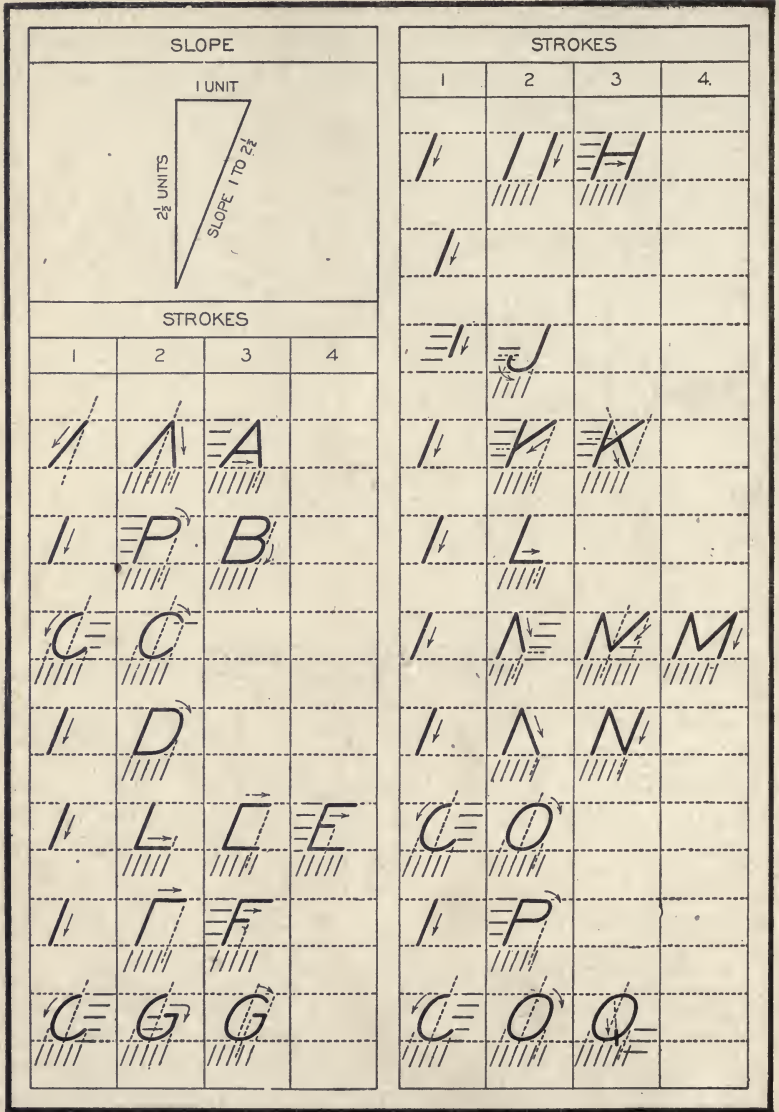 SLOPE
1 UNIT
2½ UNITS
SLOPE 1 TO 2½
STROKES
1 2 3 4
A
P B
C C
D
L E
F
C G G
STROKES
1 2 3 4.
H
I
J
K
L
M
N
C O
P
C O Q